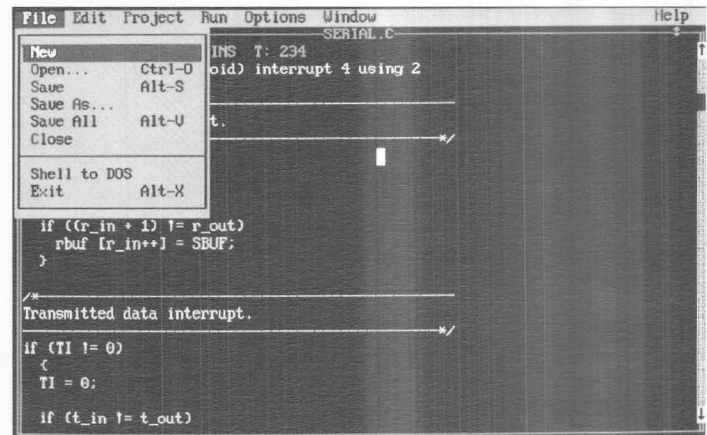 File Edit Project Run Options Window Help
SERIAL.C
INS T: 234
New
Open... Ctrl-O
oid) interrupt 4 using 2
Save Alt-S
Save As...
Save All Alt-V
t.
Close
*/
Shell to DOS
Exit Alt-X
if ((r_in + 1) != r_out)
rbuf [r_in++] = SBUF;
}
/*
Transmitted data interrupt.
*/
if (TI != 0)
{
TI = 0;
if (t_in != t_out)